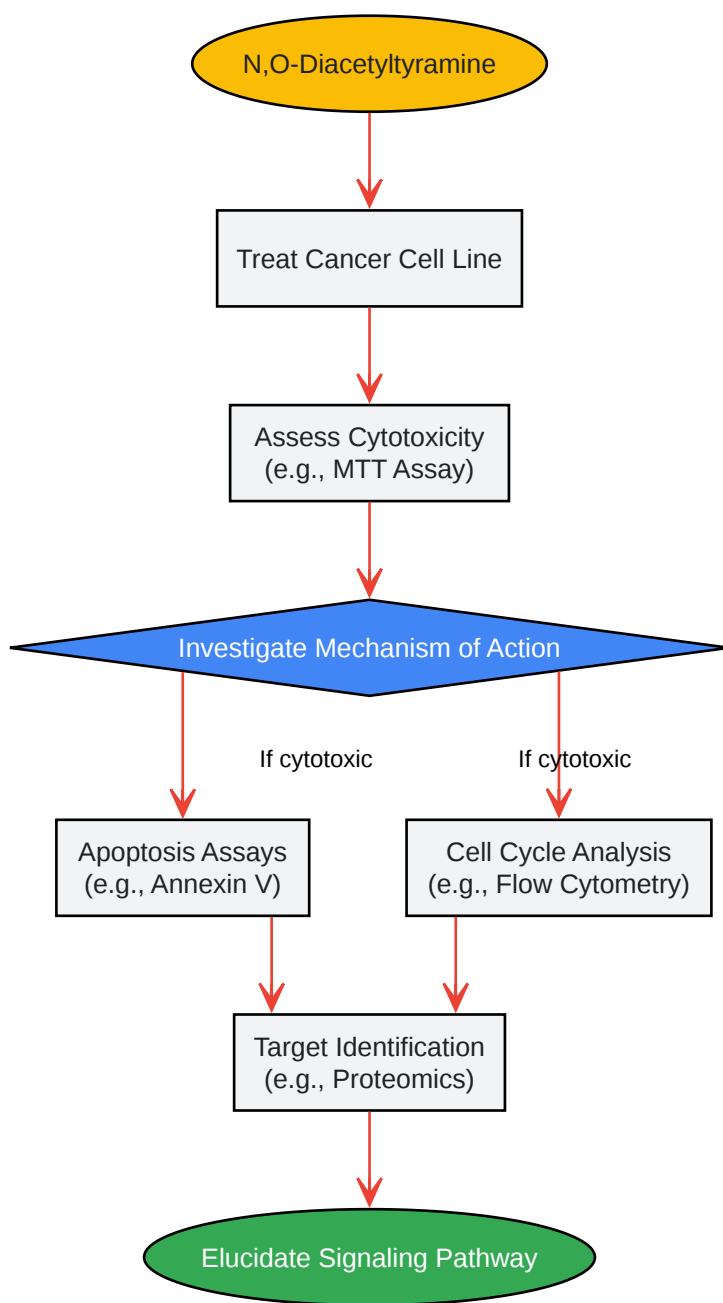 N,O-Diacetyltyramine
Treat Cancer Cell Line
Assess Cytotoxicity
(e.g., MTT Assay)
Investigate Mechanism of Action
If cytotoxic
If cytotoxic
Apoptosis Assays
(e.g., Annexin V)
Cell Cycle Analysis
(e.g., Flow Cytometry)
Target Identification
(e.g., Proteomics)
Elucidate Signaling Pathway